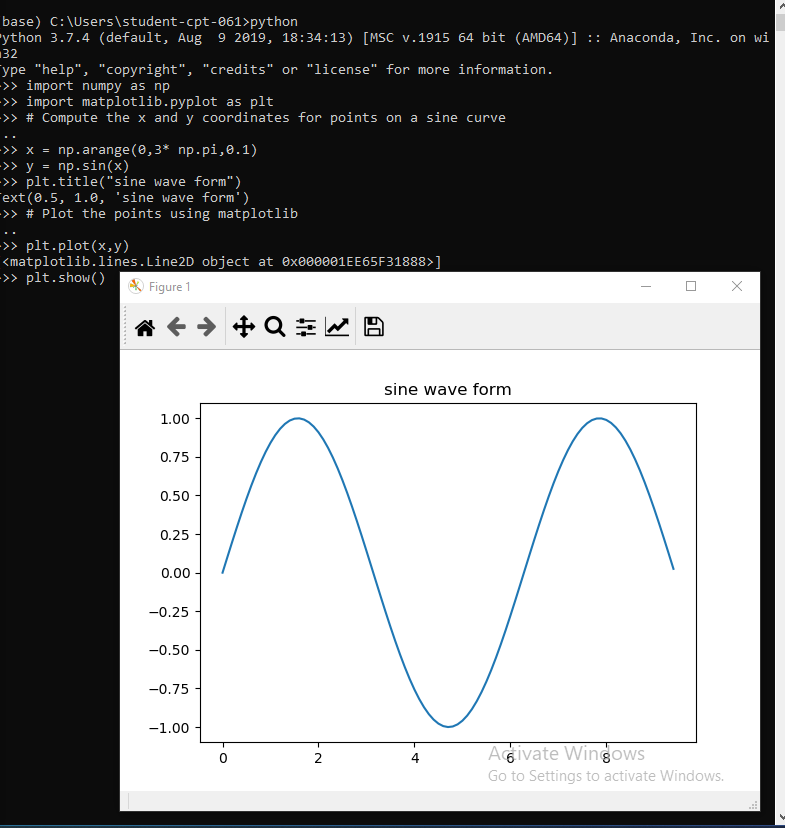 base) C:\Users\student-cpt-061>python
Python 3.7.4 (default, Aug  9 2019, 18:34:13) [MSC v.1915 64 bit (AMD64)] :: Anaconda, Inc. on wi
n32
Type "help", "copyright", "credits" or "license" for more information.
>>> import numpy as np
>>> import matplotlib.pyplot as plt
>>> # Compute the x and y coordinates for points on a sine curve
...
>>> x = np.arange(0,3* np.pi,0.1)
>>> y = np.sin(x)
>>> plt.title("sine wave form")
Text(0.5, 1.0, 'sine wave form')
>>> # Plot the points using matplotlib
...
>>> plt.plot(x,y)
<matplotlib.lines.Line2D object at 0x000001EE65F31888>]
>>> plt.show()
Figure 1
sine wave form
1.00
0.75
0.50
0.25
0.00
−0.25
−0.50
−0.75
−1.00
0 2 4 6 8
Activate Windows
Go to Settings to activate Windows.